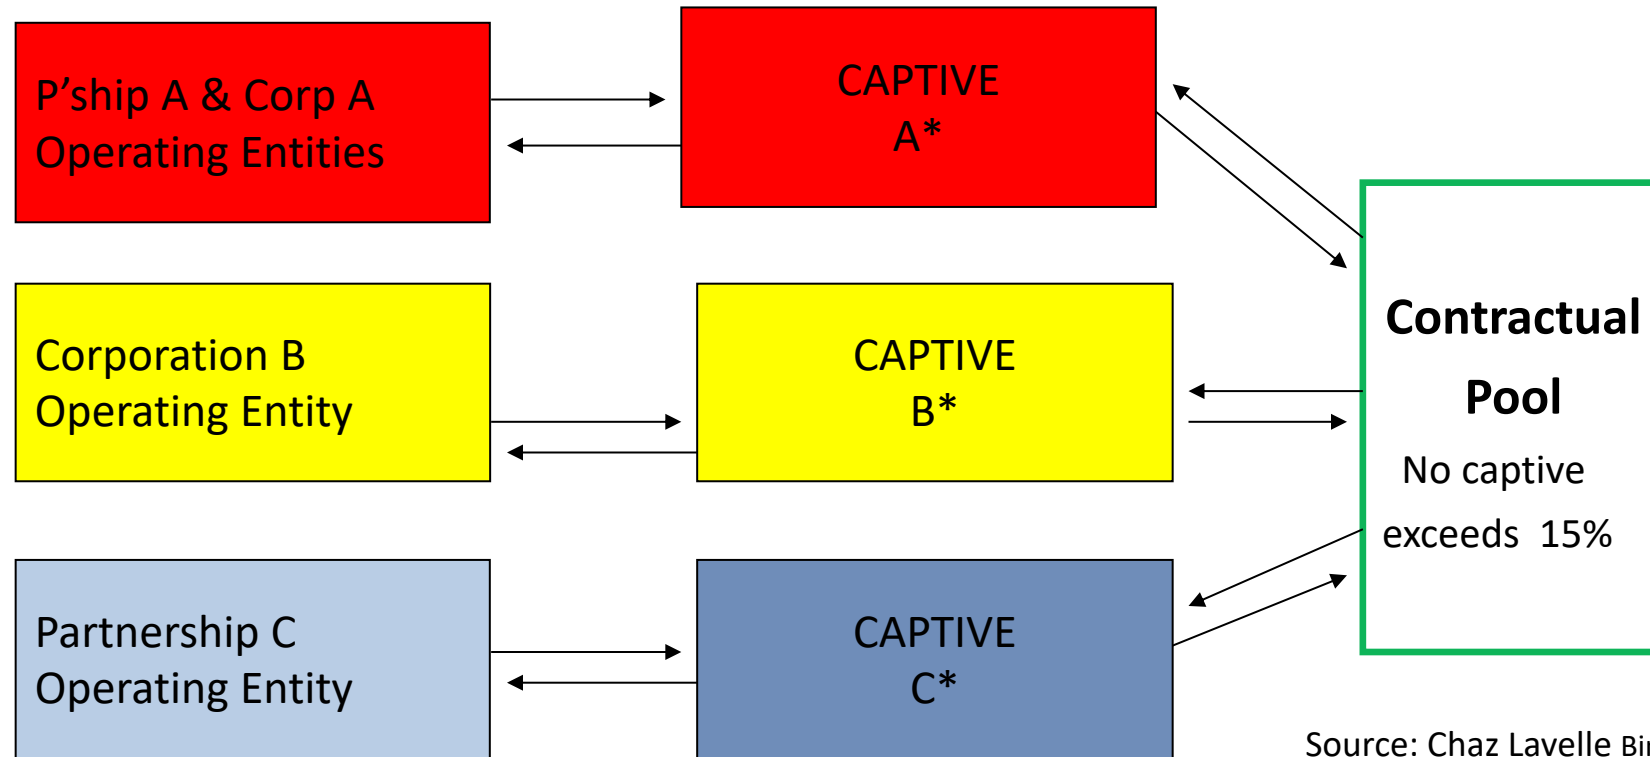 P’ship A & Corp A
Operating Entities
CAPTIVE
A*
Corporation B
Operating Entity
CAPTIVE
B*
Contractual
Pool
No captive
exceeds 15%
Partnership C
Operating Entity
CAPTIVE
C*
Source: Chaz Lavelle